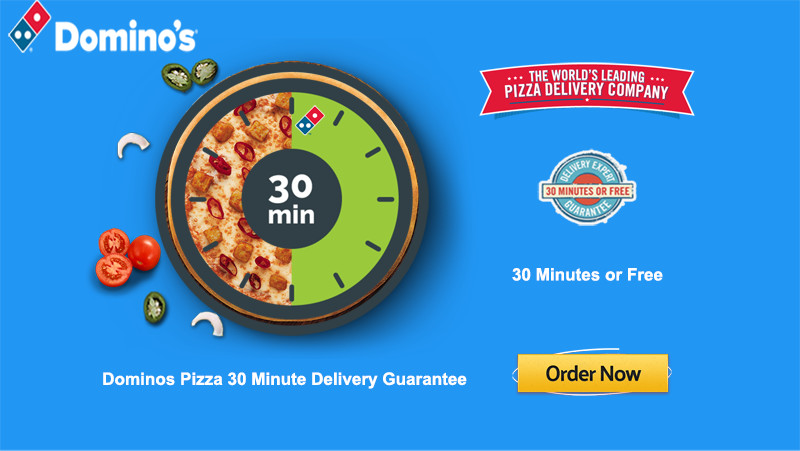 Domino's
THE WORLD'S LEADING
PIZZA DELIVERY COMPANY
30
min
DELIVERY EXPERT
30 MINUTES OR FREE
GUARANTEE
30 Minutes or Free
Dominos Pizza 30 Minute Delivery Guarantee
Order Now